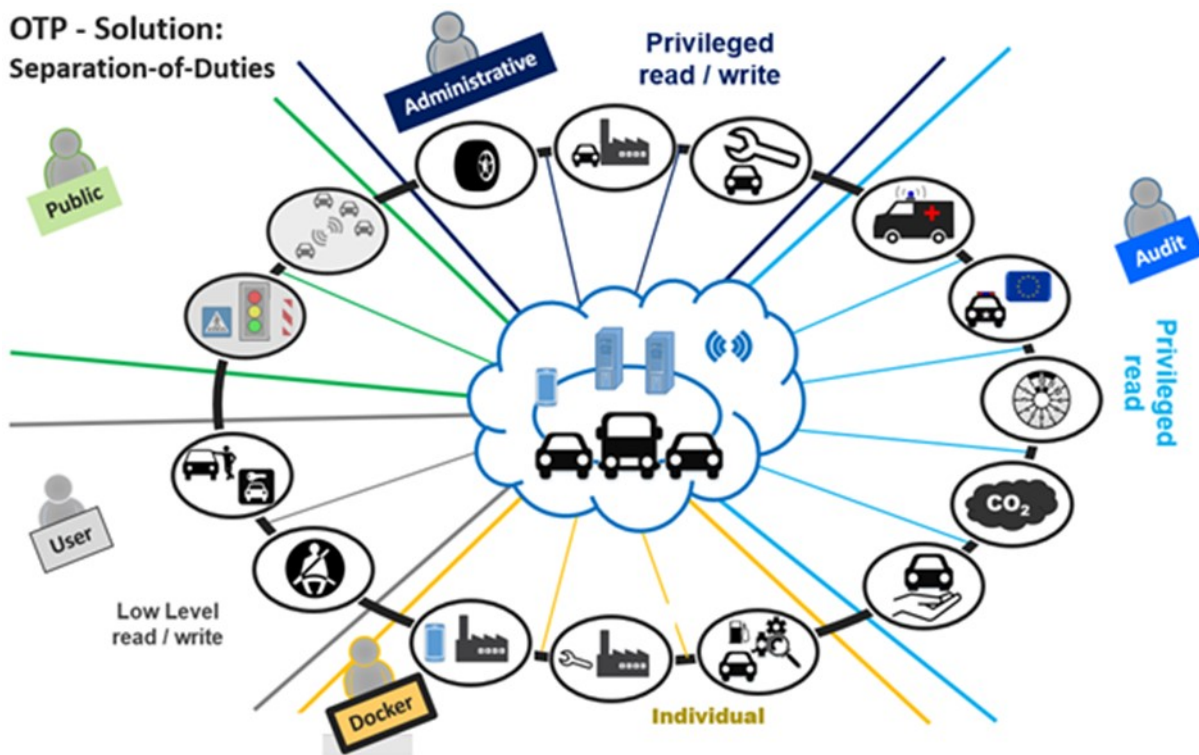 OTP - Solution:
Separation-of-Duties
Administrative
Privileged
read / write
Public
Audit
Privileged
read
CO₂
User
Low Level
read / write
Docker
Individual